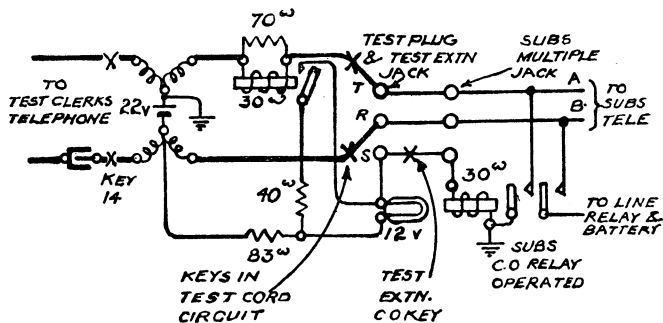 70ω
TO
TEST CLERKS
TELEPHONE
22V
KEY
14
30ω
40ω
83ω
TEST PLUG
& TEST EXTN
JACK
T
R
S
SUBS
MULTIPLE
JACK
A
B
TO
SUBS
TELE
30ω
12V
TO LINE
RELAY &
BATTERY
SUBS
C.O RELAY
OPERATED
KEYS IN
TEST CORD
CIRCUIT
TEST
EXTN.
CO KEY